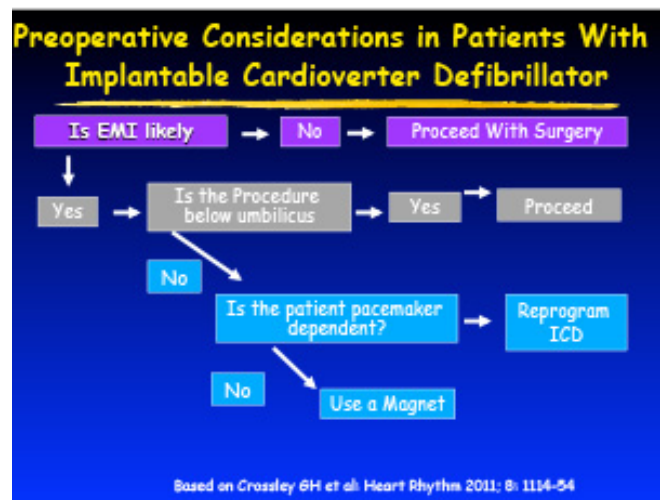 Preoperative Considerations in Patients With
Implantable Cardioverter Defibrillator
Is EMI likely
No
Proceed With Surgery
Yes
Is the Procedure
below umbilicus
Yes
Proceed
No
Is the patient pacemaker
dependent?
Reprogram
ICD
No
Use a Magnet
Based on Crossley GH et al: Heart Rhythm 2011; 8: 1114-54